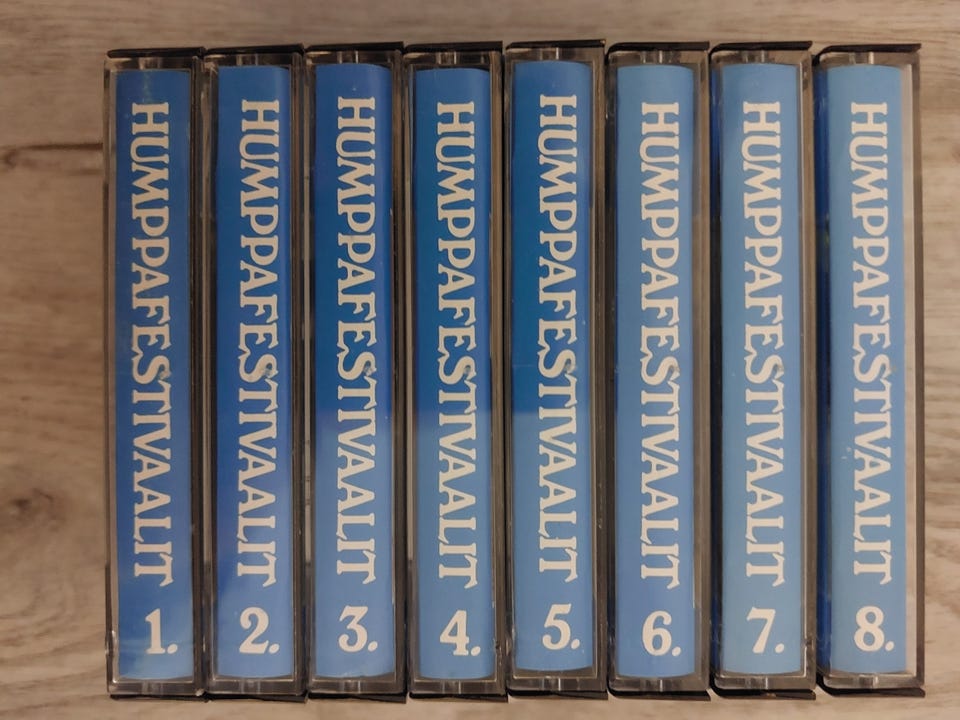 HUMPPAFESTIVAALIT 1.
HUMPPAFESTIVAALIT 2.
HUMPPAFESTIVAALIT 3.
HUMPPAFESTIVAALIT 4.
HUMPPAFESTIVAALIT 5.
HUMPPAFESTIVAALIT 6.
HUMPPAFESTIVAALIT 7.
HUMPPAFESTIVAALIT 8.